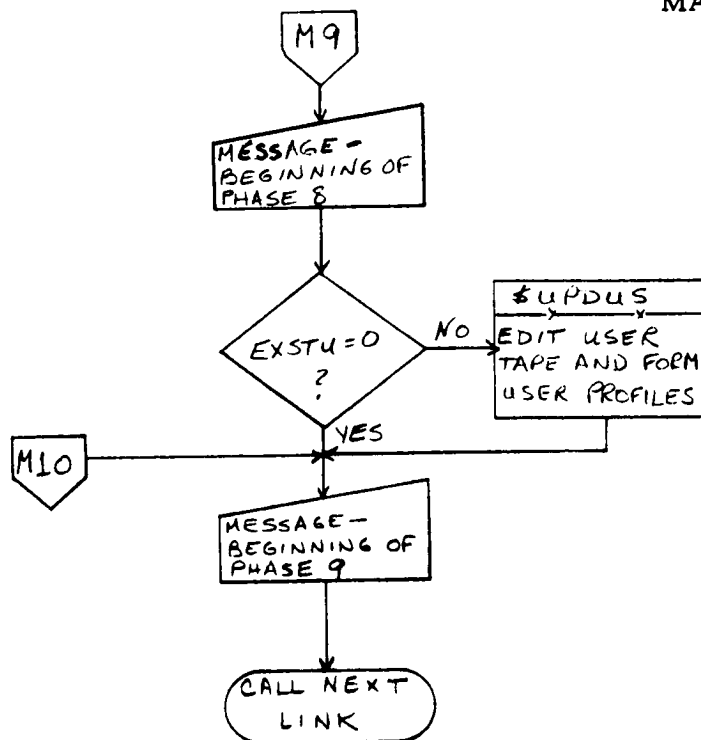 MA
M9
MESSAGE -
BEGINNING OF
PHASE 8
EXSTU = 0
?
NO
$UPDUS
EDIT USER
TAPE AND FORM
USER PROFILES
YES
M10
MESSAGE -
BEGINNING OF
PHASE 9
CALL NEXT
LINK